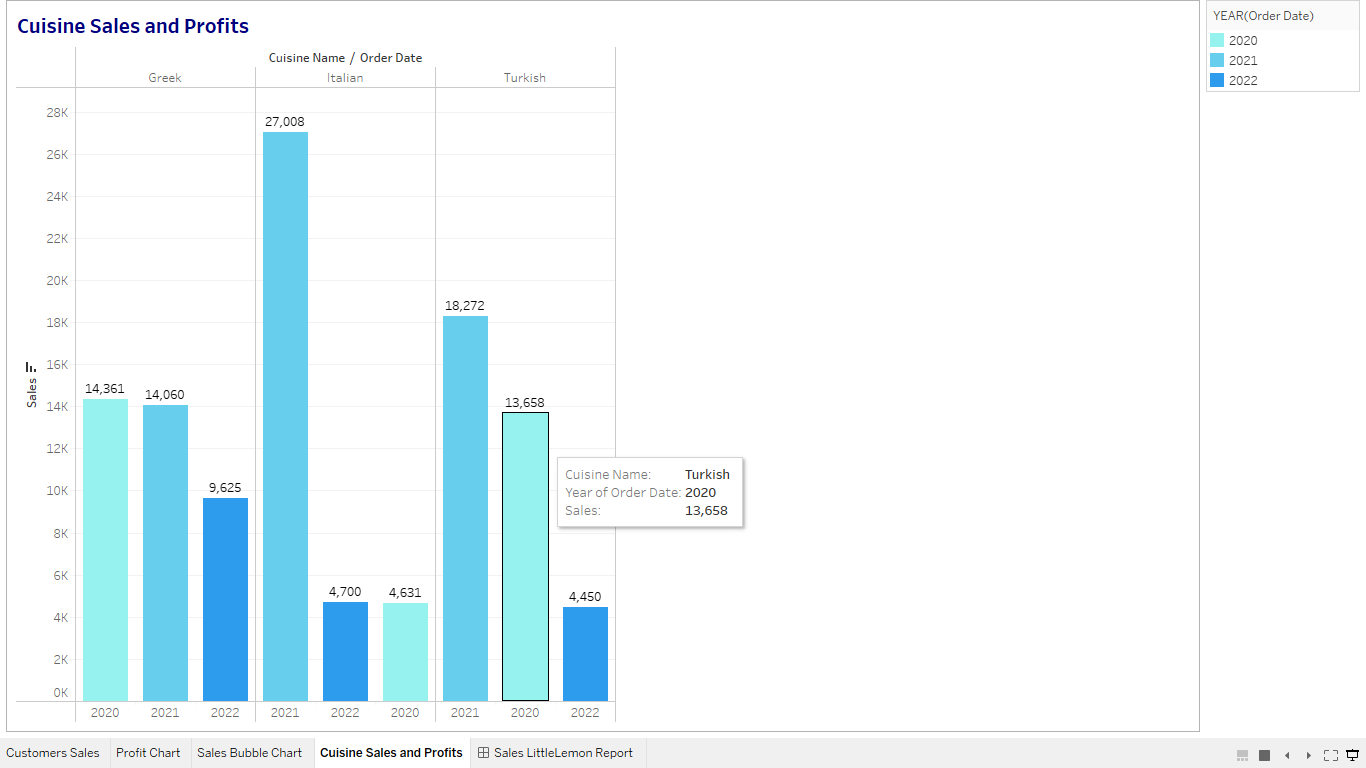 Cuisine Sales and Profits
Cuisine Name / Order Date
Greek Italian Turkish
28K
26K
24K
22K
20K
18K
16K
14K
12K
10K
8K
6K
4K
2K
0K
Sales
14,361
14,060
9,625
27,008
4,700
4,631
18,272
13,658
4,450
2020 2021 2022 2021 2022 2020 2021 2020 2022
Cuisine Name: Turkish
Year of Order Date: 2020
Sales: 13,658
YEAR(Order Date)
2020
2021
2022
Customers Sales Profit Chart Sales Bubble Chart Cuisine Sales and Profits Sales LittleLemon Report